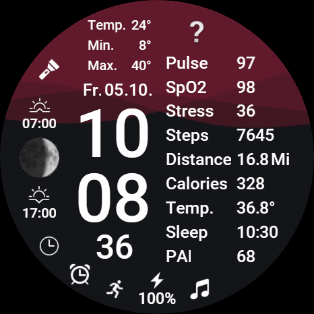 Temp. 24°
Min. 8°
Max. 40°
Fr. 05.10.
?
07:00
17:00
10
08
36
Pulse 97
SpO2 98
Stress 36
Steps 7645
Distance 16.8 Mi
Calories 328
Temp. 36.8°
Sleep 10:30
PAI 68
100%